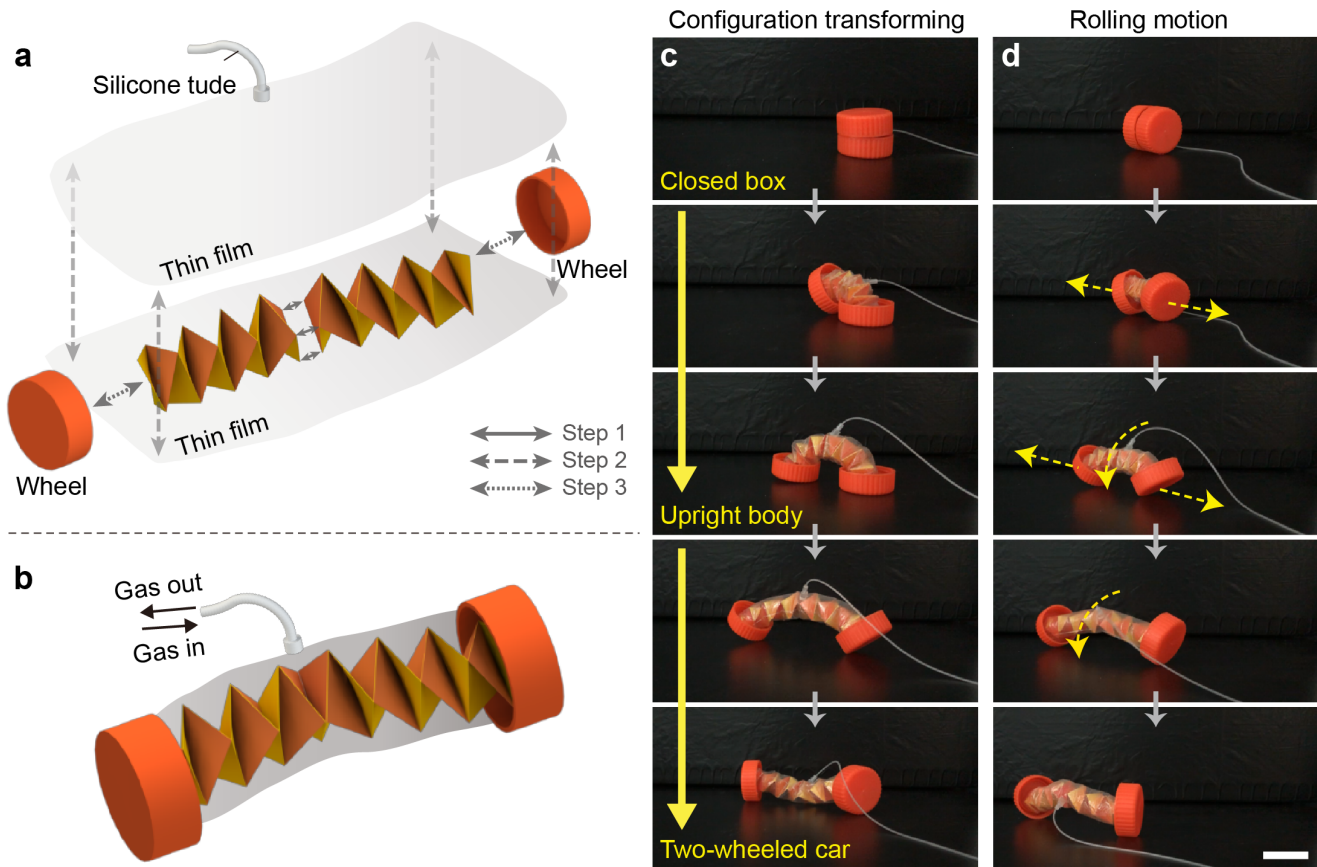 a
Silicone tude
Thin film
Wheel
Thin film
Wheel
Step 1
Step 2
Step 3
b
Gas out
Gas in
Configuration transforming
c
Closed box
Upright body
Two-wheeled car
Rolling motion
d